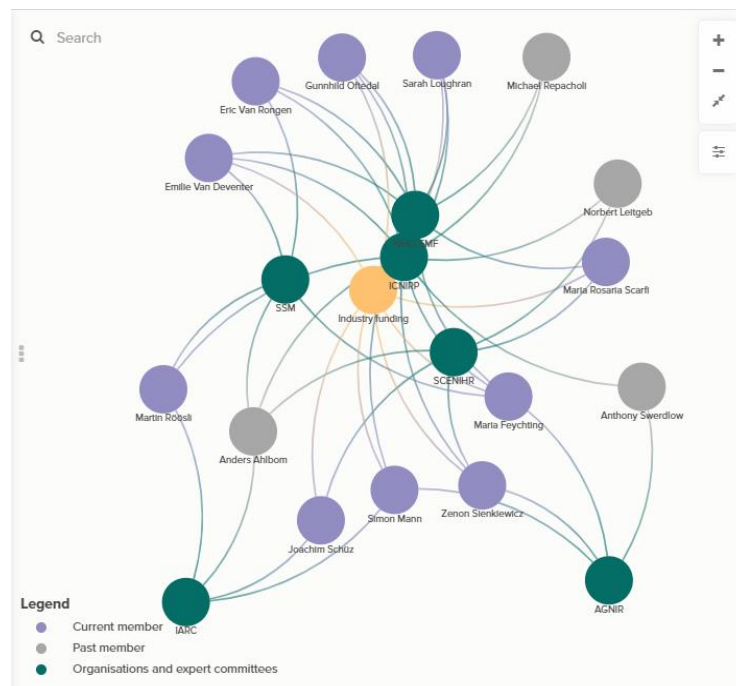 Search
Gunnhild Oftedal
Sarah Loughran
Michael Repacholi
Eric Van Rongen
Emilie Van Deventer
Norbert Leitgeb
EMF
Maria Rosaria Scarfi
ICNIRP
SSM
Industry funding
SCENIHR
Martin Röösli
Maria Feychting
Anthony Swerdlow
Anders Ahlbom
Simon Mann
Zenon Sienkiewicz
Joachim Schüz
IARC
AGNIR
Legend
Current member
Past member
Organisations and expert committees